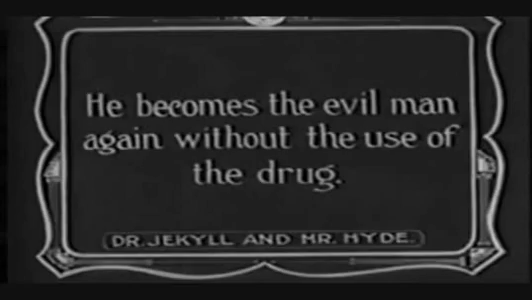 He becomes the evil man
again without the use of
the drug.
DR. JEKYLL AND MR. HYDE.